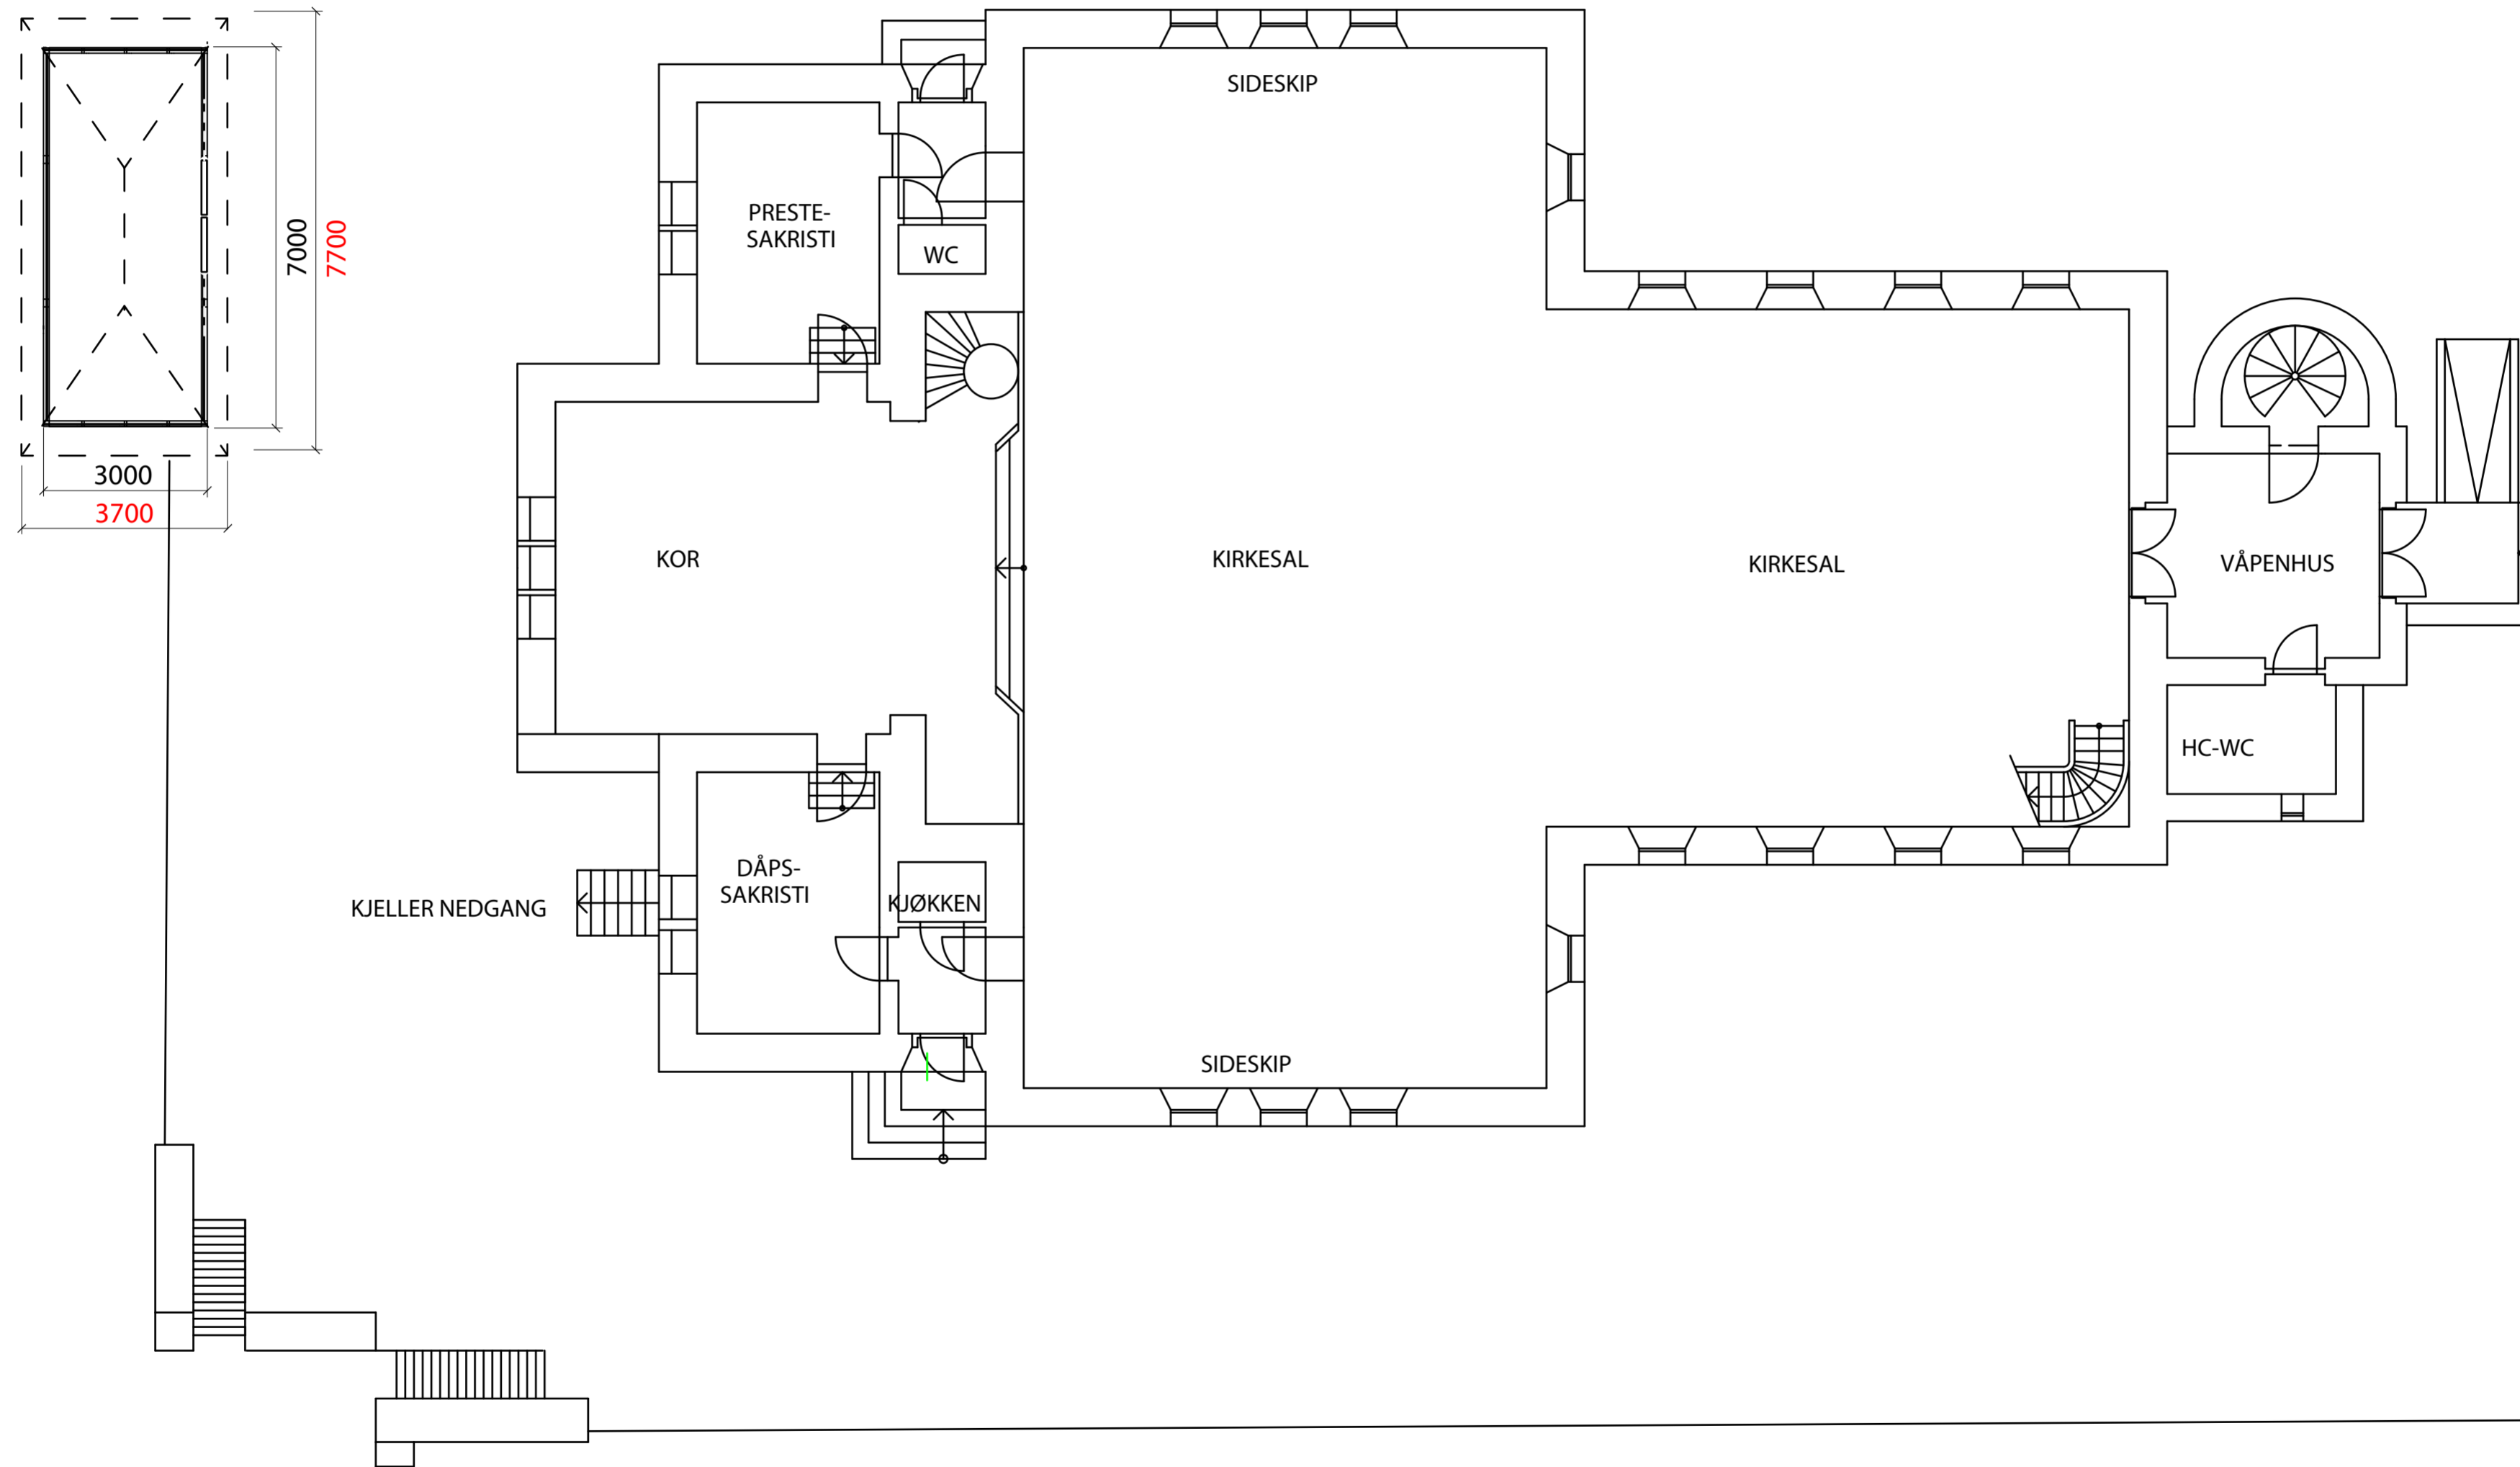 SIDESKIP
PRESTE-
SAKRISTI
WC
7000
7700
3000
3700
KOR
KIRKESAL
KIRKESAL
VÅPENHUS
HC-WC
DÅPS-
SAKRISTI
KJØKKEN
KJELLER NEDGANG
SIDESKIP